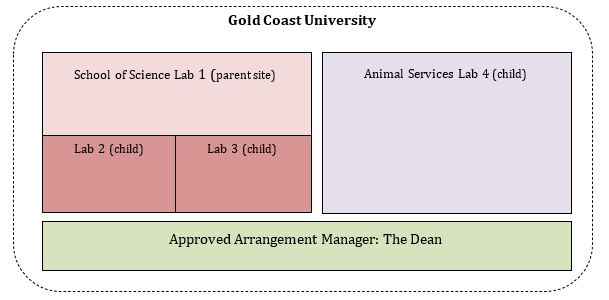 Gold Coast University
School of Science Lab 1 (parent site)
Animal Services Lab 4 (child)
Lab 2 (child)
Lab 3 (child)
Approved Arrangement Manager: The Dean